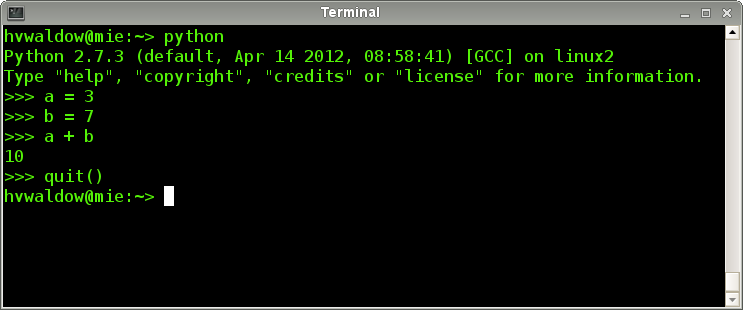 Terminal
hvwaldow@mie:~> python
Python 2.7.3 (default, Apr 14 2012, 08:58:41) [GCC] on linux2
Type "help", "copyright", "credits" or "license" for more information.
>>> a = 3
>>> b = 7
>>> a + b
10
>>> quit()
hvwaldow@mie:~>